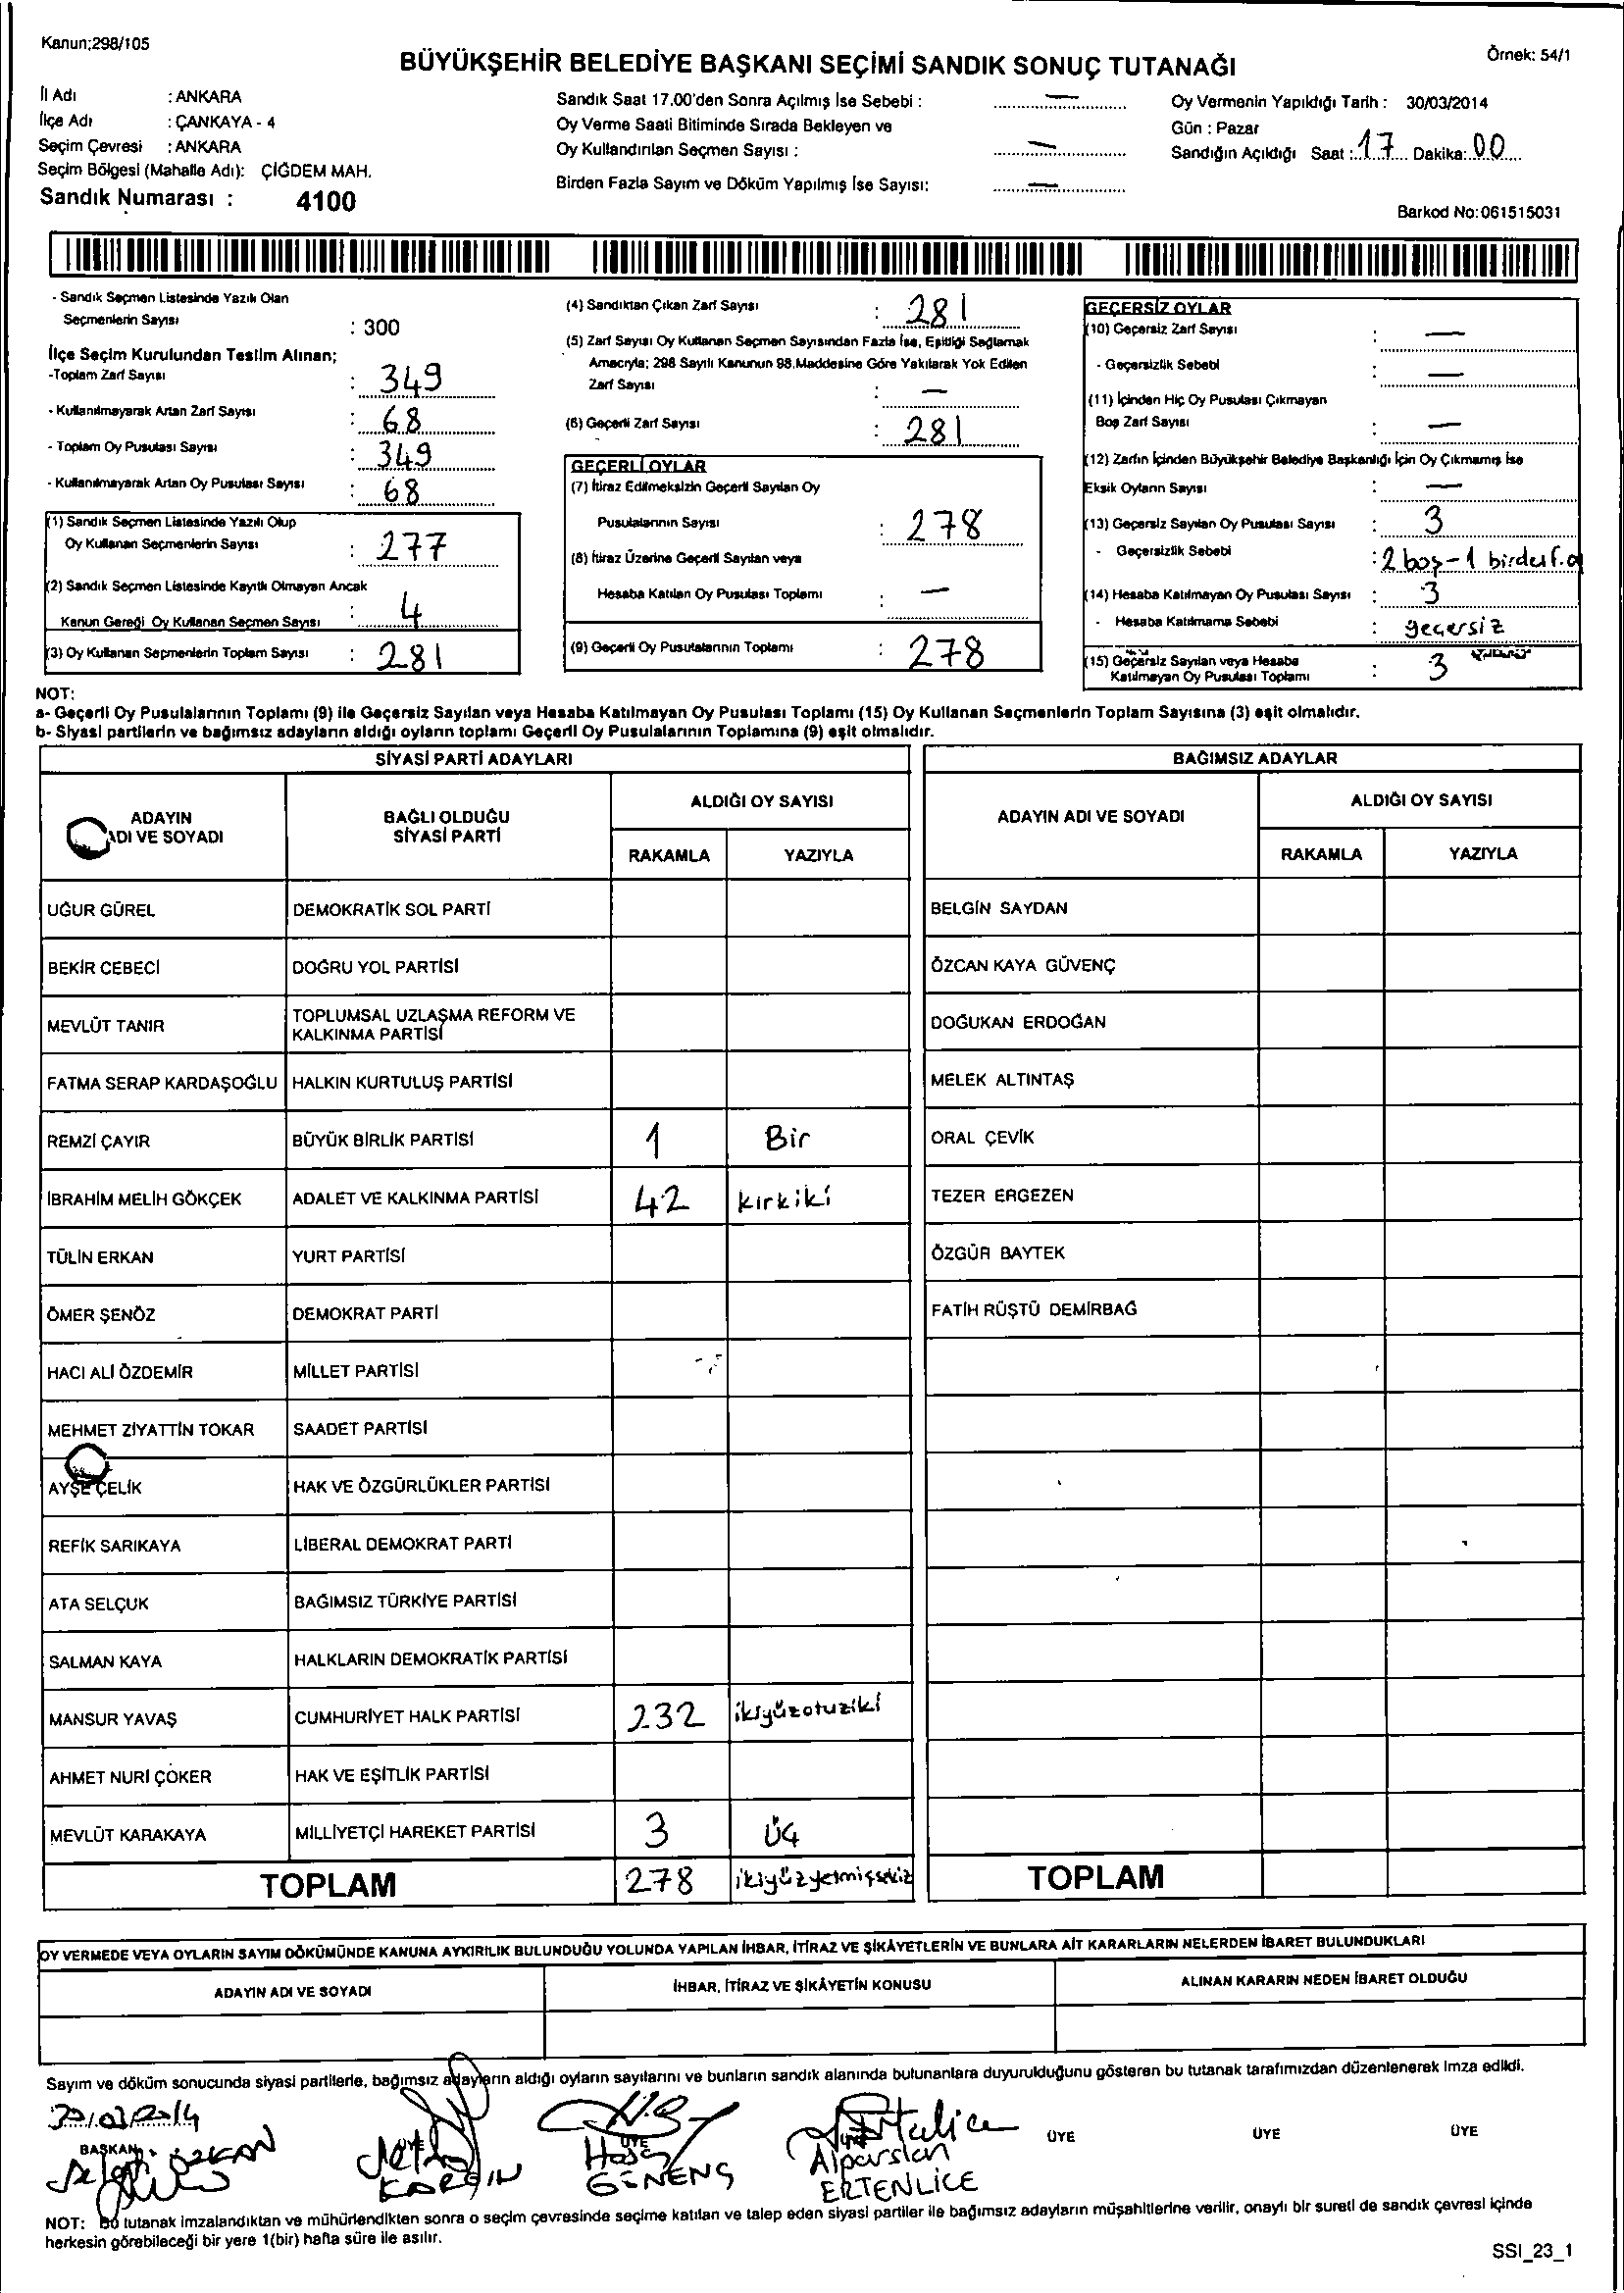 Kanun;298/105
BÜYÜKŞEHİR BELEDİYE BAŞKANI SEÇİMİ SANDIK SONUÇ TUTANAĞI
Örnek: 54/1
İl Adı : ANKARA
İlçe Adı : ÇANKAYA - 4
Seçim Çevresi : ANKARA
Seçim Bölgesi (Mahalle Adı): ÇİĞDEM MAH.
Sandık Numarası : 4100
Sandık Saat 17.00'den Sonra Açılmış İse Sebebi : —
Oy Verme Saati Bitiminde Sırada Bekleyen ve
Oy Kullandırılan Seçmen Sayısı : —
Birden Fazla Sayım ve Döküm Yapılmış İse Sayısı: —
Oy Vermenin Yapıldığı Tarih : 30/03/2014
Gün : Pazar
Sandığın Açıldığı Saat : 17 Dakika: 00
Barkod No:061515031
- Sandık Seçmen Listesinde Yazılı Olan
Seçmenlerin Sayısı : 300
İlçe Seçim Kurulundan Teslim Alınan;
-Toplam Zarf Sayısı : 349
- Kullanılmayarak Artan Zarf Sayısı : 68
- Toplam Oy Pusulası Sayısı : 349
- Kullanılmayarak Artan Oy Pusulası Sayısı : 68
(1) Sandık Seçmen Listesinde Yazılı Olup
Oy Kullanan Seçmenlerin Sayısı : 277
(2) Sandık Seçmen Listesinde Kayıtlı Olmayan Ancak
Kanun Gereği Oy Kullanan Seçmen Sayısı : 4
(3) Oy Kullanan Seçmenlerin Toplam Sayısı : 281
(4) Sandıktan Çıkan Zarf Sayısı : 281
(5) Zarf Sayısı Oy Kullanan Seçmen Sayısından Fazla İse, Eşitliği Sağlamak
Amacıyla; 298 Sayılı Kanunun 98.Maddesine Göre Yakılarak Yok Edilen
Zarf Sayısı : —
(6) Geçerli Zarf Sayısı : 281
GEÇERLİ OYLAR
(7) İtiraz Edilmeksizin Geçerli Sayılan Oy
Pusulalarının Sayısı : 278
(8) İtiraz Üzerine Geçerli Sayılan veya
Hesaba Katılan Oy Pusulası Toplamı : —
(9) Geçerli Oy Pusulalarının Toplamı : 278
GEÇERSİZ OYLAR
(10) Geçersiz Zarf Sayısı : —
- Geçersizlik Sebebi : —
(11) İçinden Hiç Oy Pusulası Çıkmayan
Boş Zarf Sayısı : —
(12) Zarfın İçinden Büyükşehir Belediye Başkanlığı İçin Oy Çıkmamış İse
Eksik Oyların Sayısı : —
(13) Geçersiz Sayılan Oy Pusulası Sayısı : 3
- Geçersizlik Sebebi : 2 boş-1 birden f.
(14) Hesaba Katılmayan Oy Pusulası Sayısı : 3
- Hesaba Katılmama Sebebi : geçersiz
(15) Geçersiz Sayılan veya Hesaba
Katılmayan Oy Pusulası Toplamı : 3
NOT:
a- Geçerli Oy Pusulalarının Toplamı (9) ile Geçersiz Sayılan veya Hesaba Katılmayan Oy Pusulası Toplamı (15) Oy Kullanan Seçmenlerin Toplam Sayısına (3) eşit olmalıdır.
b- Siyasi partilerin ve bağımsız adayların aldığı oyların toplamı Geçerli Oy Pusulalarının Toplamına (9) eşit olmalıdır.
SİYASİ PARTİ ADAYLARI
ADAYIN ADI VE SOYADI BAĞLI OLDUĞU SİYASİ PARTİ ALDIĞI OY SAYISI
RAKAMLA YAZIYLA
UĞUR GÜREL DEMOKRATİK SOL PARTİ
BEKİR CEBECİ DOĞRU YOL PARTİSİ
MEVLÜT TANIR TOPLUMSAL UZLAŞMA REFORM VE KALKINMA PARTİSİ
FATMA SERAP KARDAŞOĞLU HALKIN KURTULUŞ PARTİSİ
REMZİ ÇAYIR BÜYÜK BİRLİK PARTİSİ 1 Bir
İBRAHİM MELİH GÖKÇEK ADALET VE KALKINMA PARTİSİ 42 kırkiki
TÜLİN ERKAN YURT PARTİSİ
ÖMER ŞENÖZ DEMOKRAT PARTİ
HACI ALİ ÖZDEMİR MİLLET PARTİSİ
MEHMET ZİYATTİN TOKAR SAADET PARTİSİ
AYŞE ÇELİK HAK VE ÖZGÜRLÜKLER PARTİSİ
REFİK SARIKAYA LİBERAL DEMOKRAT PARTİ
ATA SELÇUK BAĞIMSIZ TÜRKİYE PARTİSİ
SALMAN KAYA HALKLARIN DEMOKRATİK PARTİSİ
MANSUR YAVAŞ CUMHURİYET HALK PARTİSİ 232 ikiyüzotuziki
AHMET NURİ ÇÖKER HAK VE EŞİTLİK PARTİSİ
MEVLÜT KARAKAYA MİLLİYETÇİ HAREKET PARTİSİ 3 üç
TOPLAM 278 ikiyüzyetmişsekiz
BAĞIMSIZ ADAYLAR
ADAYIN ADI VE SOYADI ALDIĞI OY SAYISI
RAKAMLA YAZIYLA
BELGİN SAYDAN
ÖZCAN KAYA GÜVENÇ
DOĞUKAN ERDOĞAN
MELEK ALTINTAŞ
ORAL ÇEVİK
TEZER ERGEZEN
ÖZGÜR BAYTEK
FATİH RÜŞTÜ DEMİRBAĞ
TOPLAM
OY VERMEDE VEYA OYLARIN SAYIM DÖKÜMÜNDE KANUNA AYKIRILIK BULUNDUĞU YOLUNDA YAPILAN İHBAR, İTİRAZ VE ŞİKÂYETLERİN VE BUNLARA AİT KARARLARIN NELERDEN İBARET BULUNDUKLARI
ADAYIN ADI VE SOYADI İHBAR, İTİRAZ VE ŞİKÂYETİN KONUSU ALINAN KARARIN NEDEN İBARET OLDUĞU
Sayım ve döküm sonucunda siyasi partilerle, bağımsız adayların aldığı oyların sayılarını ve bunların sandık alanında bulunanlara duyurulduğunu gösteren bu tutanak tarafımızdan düzenlenerek imza edildi.
30/03/2014
BAŞKAN ÜYE ÜYE ÜYE ÜYE ÜYE ÜYE
ÖZKAN
Alparslan
ERTENLİCE
NOT: Bu tutanak imzalandıktan ve mühürlendikten sonra o seçim çevresinde seçime katılan ve talep eden siyasi partiler ile bağımsız adayların müşahitlerine verilir, onaylı bir sureti de sandık çevresi içinde
herkesin görebileceği bir yere 1(bir) hafta süre ile asılır.
SSI_23_1